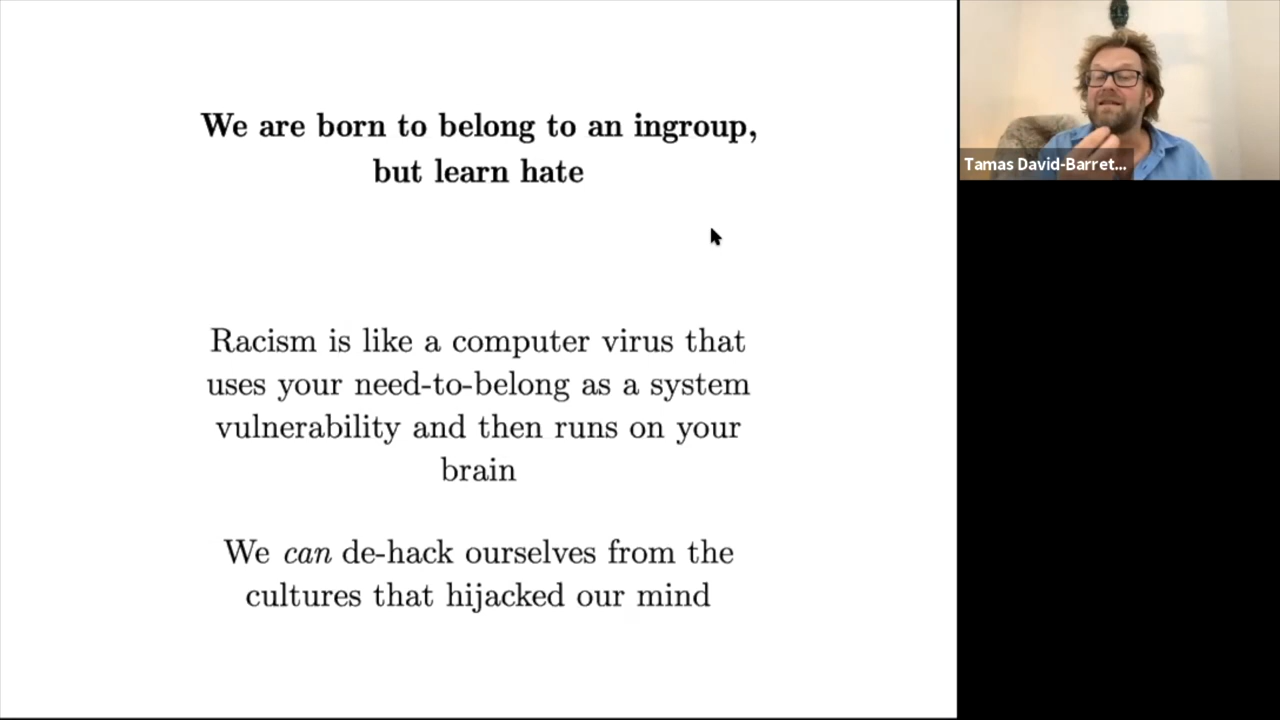 We are born to belong to an ingroup,
but learn hate
Racism is like a computer virus that
uses your need-to-belong as a system
vulnerability and then runs on your
brain
We can de-hack ourselves from the
cultures that hijacked our mind
Tamas David-Barret...